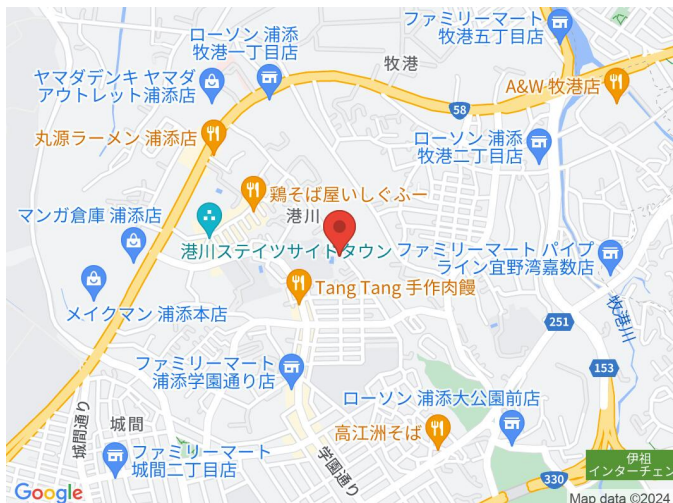 ファミリーマート
牧港五丁目店
ローソン 浦添
牧港一丁目店
牧港
ヤマダデンキ ヤマダ
アウトレット浦添店
A&W 牧港店
58
丸源ラーメン 浦添店
ローソン 浦添
牧港二丁目店
鶏そば屋いしぐふー
港川
マンガ倉庫 浦添店
港川ステイツサイドタウン
ファミリーマート パイプ
ライン宜野湾嘉数店
Tang Tang 手作肉饅
メイクマン 浦添本店
251
牧港川
153
ファミリーマート
浦添学園通り店
ローソン 浦添大公園前店
城間通り
城間
高江洲そば
ファミリーマート
城間二丁目店
学園通り
伊祖
インターチェン
330
Google
Map data ©2024